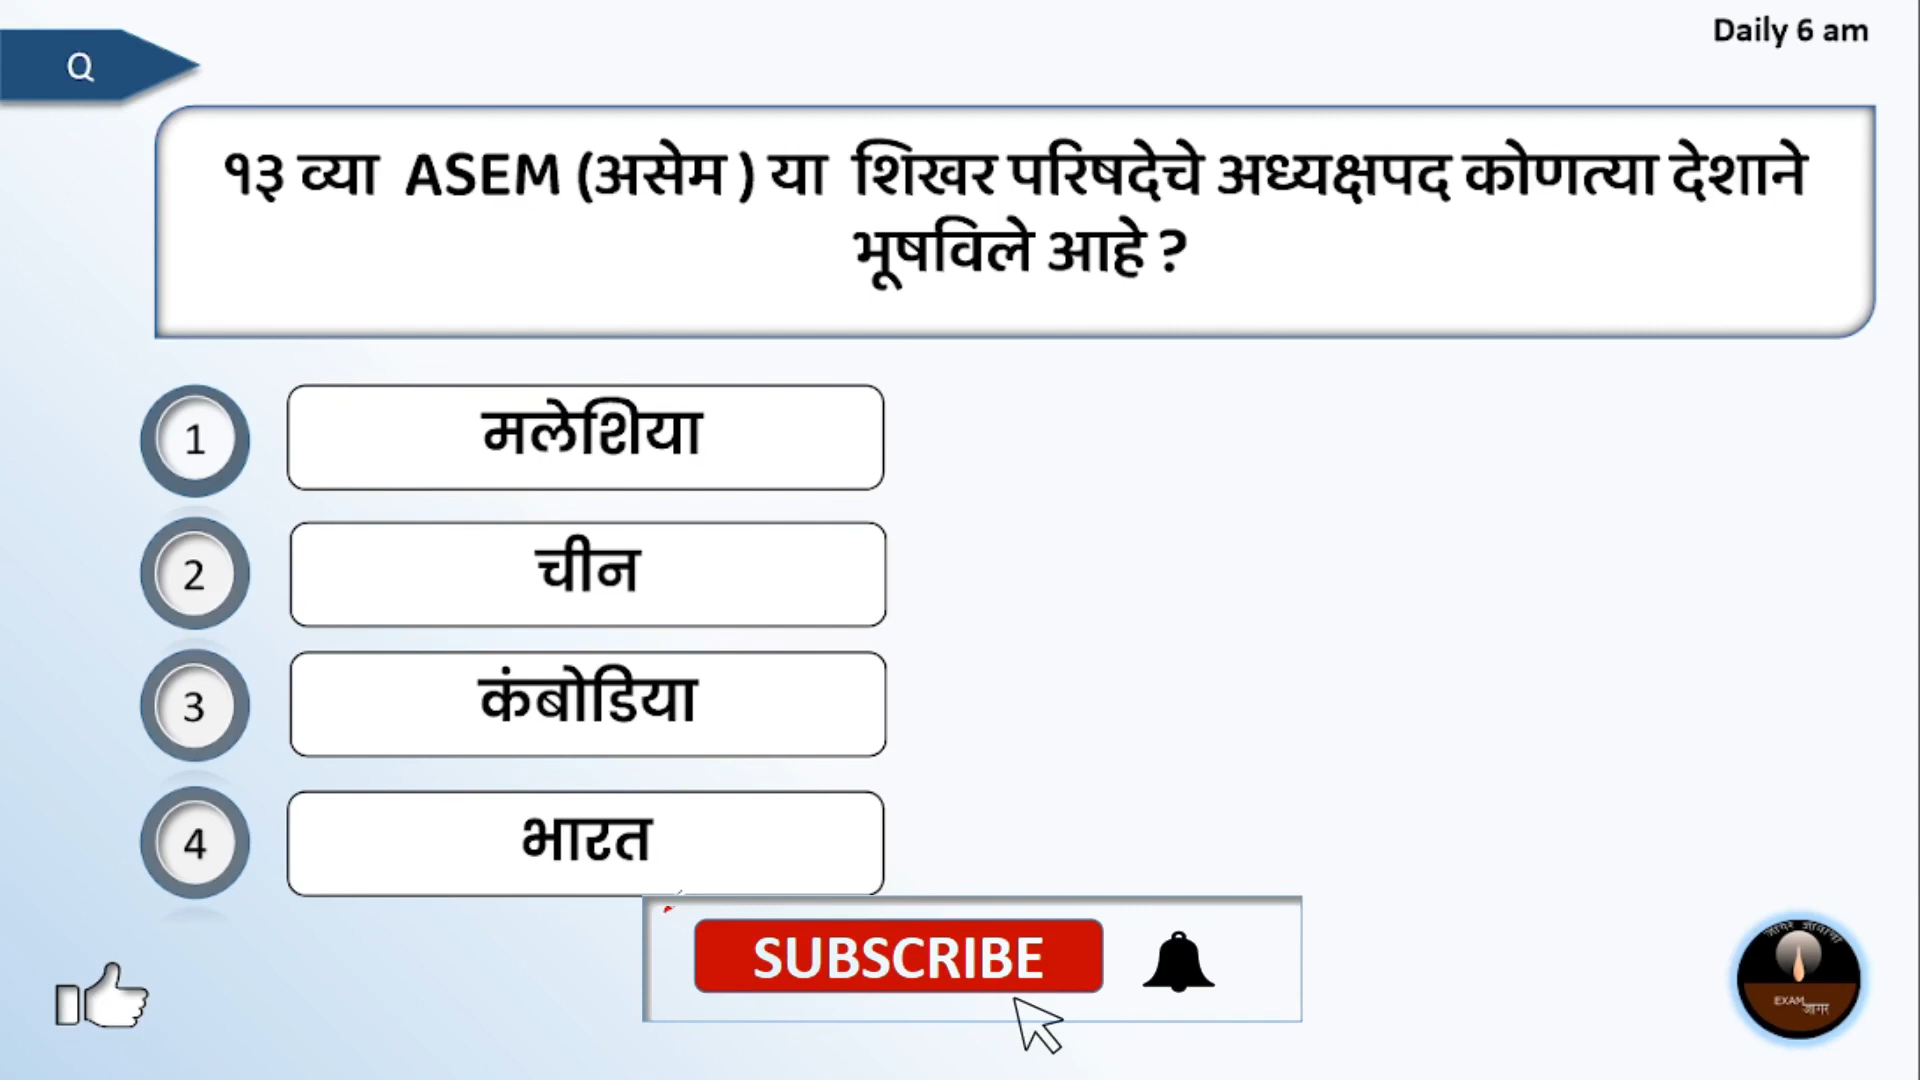 Daily 6 am
Q
१३ व्या ASEM (असेम ) या शिखर परिषदेचे अध्यक्षपद कोणत्या देशाने
भूषविले आहे ?
1
मलेशिया
2
चीन
3
कंबोडिया
4
भारत
SUBSCRIBE
EXAM
जागर